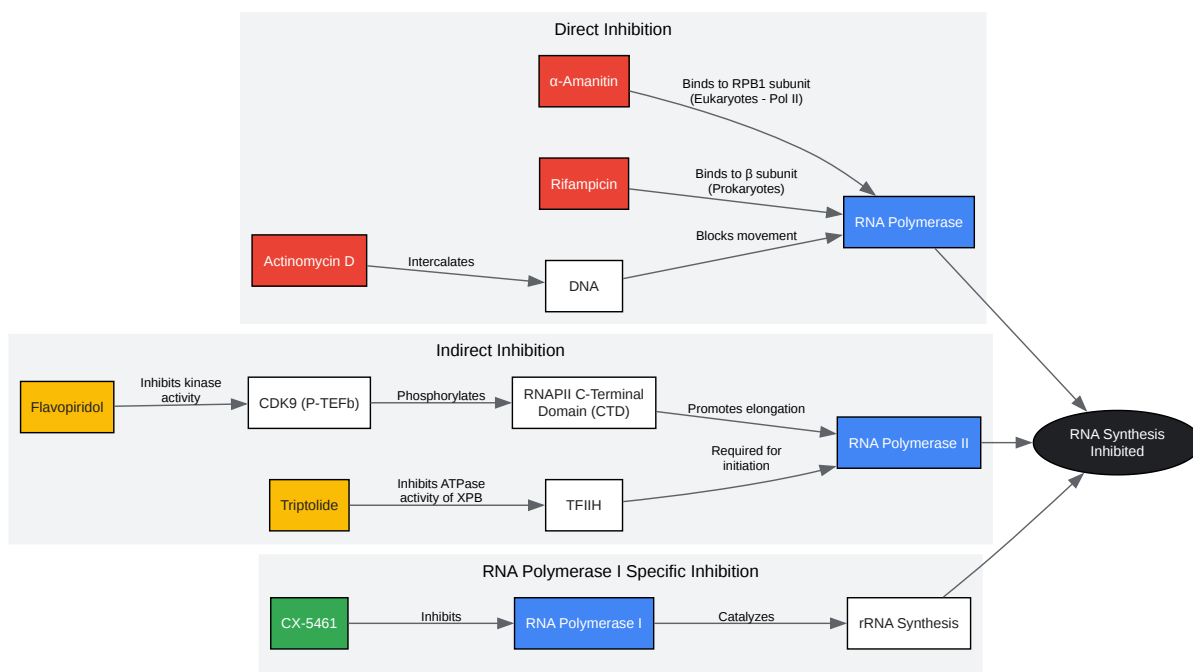 Direct Inhibition
α-Amanitin
Binds to RPB1 subunit
(Eukaryotes - Pol II)
Rifampicin
Binds to β subunit
(Prokaryotes)
RNA Polymerase
Actinomycin D
Intercalates
DNA
Blocks movement
Indirect Inhibition
Flavopiridol
Inhibits kinase
activity
CDK9 (P-TEFb)
Phosphorylates
RNAPII C-Terminal
Domain (CTD)
Promotes elongation
RNA Polymerase II
RNA Synthesis
Inhibited
Triptolide
Inhibits ATPase
activity of XPB
TFIIH
Required for
initiation
RNA Polymerase I Specific Inhibition
CX-5461
Inhibits
RNA Polymerase I
Catalyzes
rRNA Synthesis